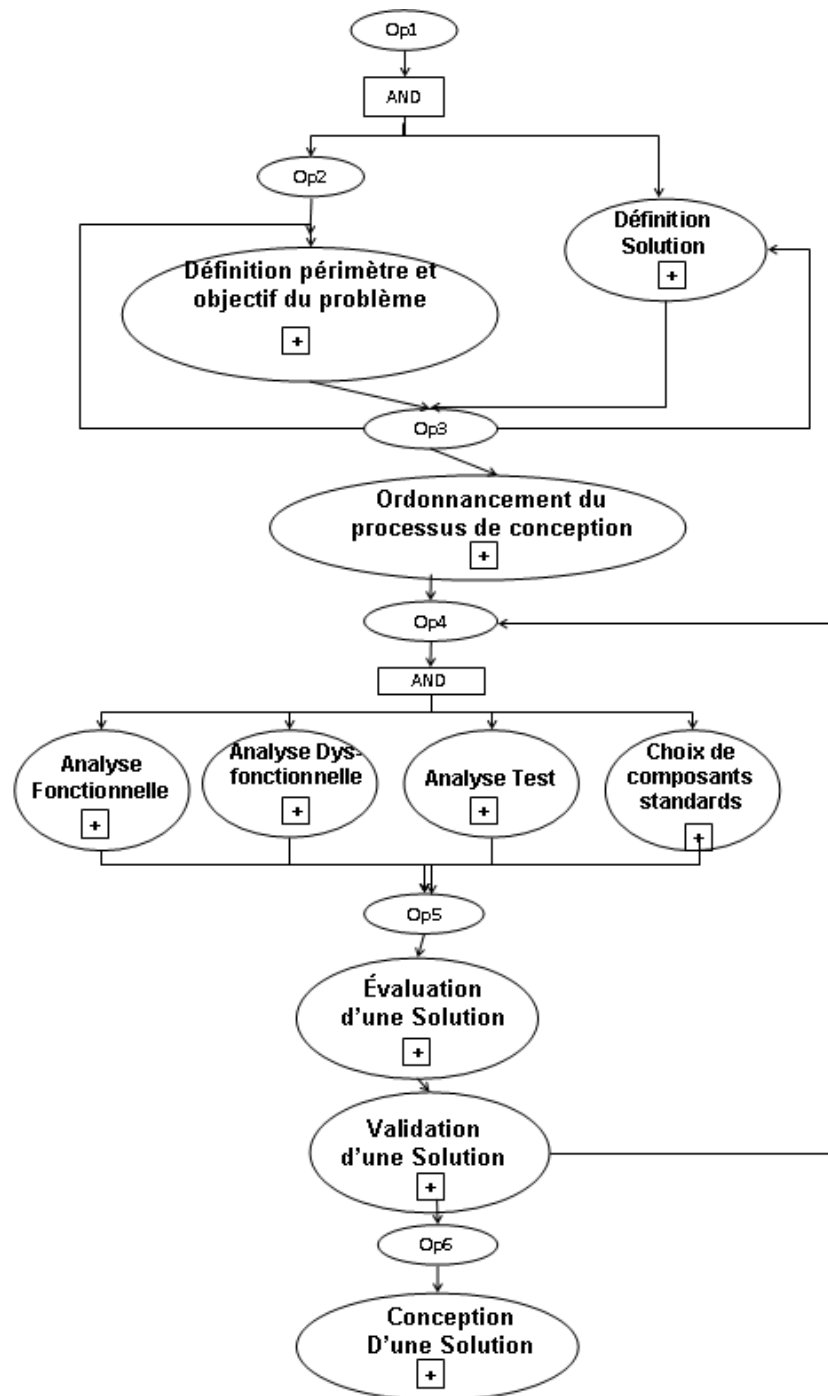 Op1
AND
Op2
Définition
Solution
+
Définition périmètre et
objectif du problème
+
Op3
Ordonnancement du
processus de conception
+
Op4
AND
Analyse
Fonctionnelle
+
Analyse Dys-
fonctionnelle
+
Analyse Test
+
Choix de
composants
standards
+
Op5
Évaluation
d'une Solution
+
Validation
d'une Solution
+
Op6
Conception
D'une Solution
+